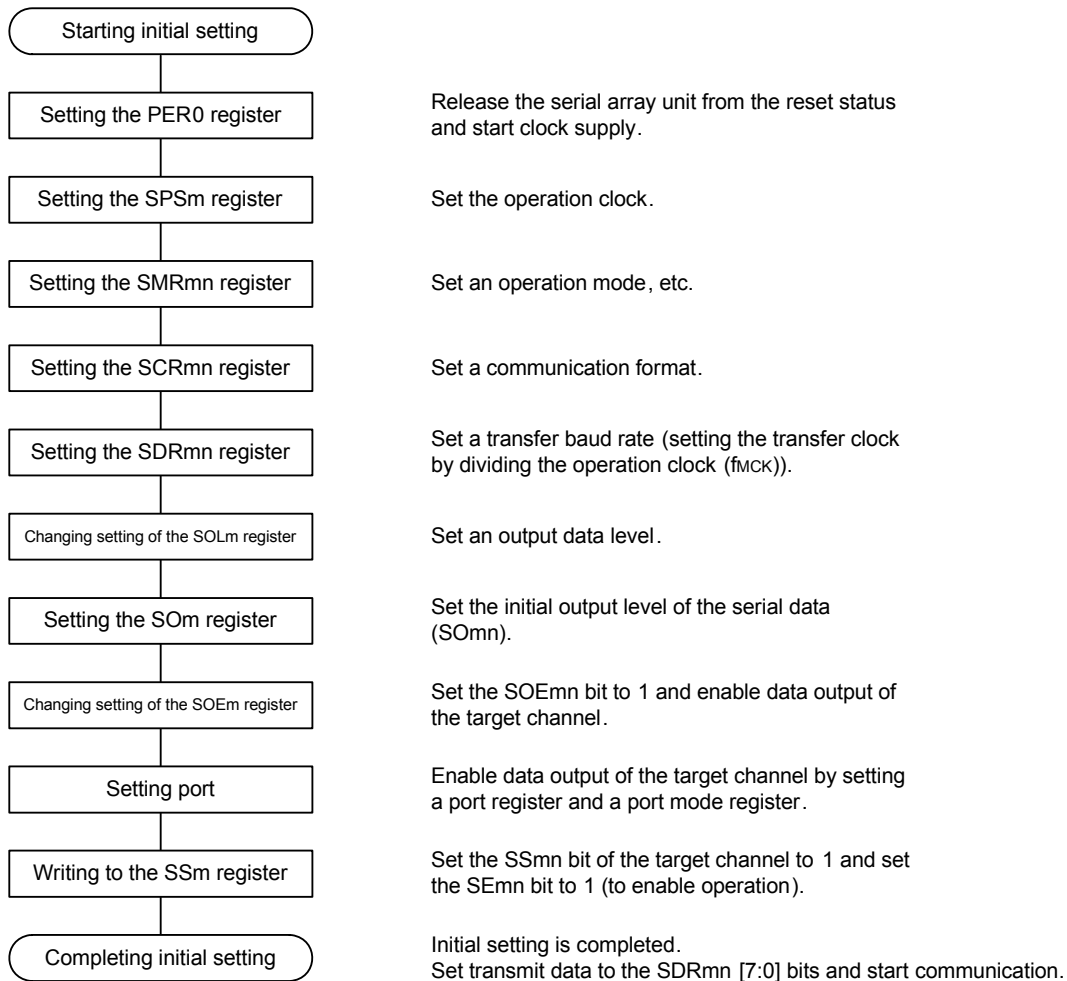 Starting initial setting
Setting the PER0 register
Release the serial array unit from the reset status
and start clock supply.
Setting the SPSm register
Set the operation clock.
Setting the SMRmn register
Set an operation mode, etc.
Setting the SCRmn register
Set a communication format.
Setting the SDRmn register
Set a transfer baud rate (setting the transfer clock
by dividing the operation clock (fMCK)).
Changing setting of the SOLm register
Set an output data level.
Setting the SOm register
Set the initial output level of the serial data
(SOmn).
Changing setting of the SOEm register
Set the SOEmn bit to 1 and enable data output of
the target channel.
Setting port
Enable data output of the target channel by setting
a port register and a port mode register.
Writing to the SSm register
Set the SSmn bit of the target channel to 1 and set
the SEmn bit to 1 (to enable operation).
Completing initial setting
Initial setting is completed.
Set transmit data to the SDRmn [7:0] bits and start communication.